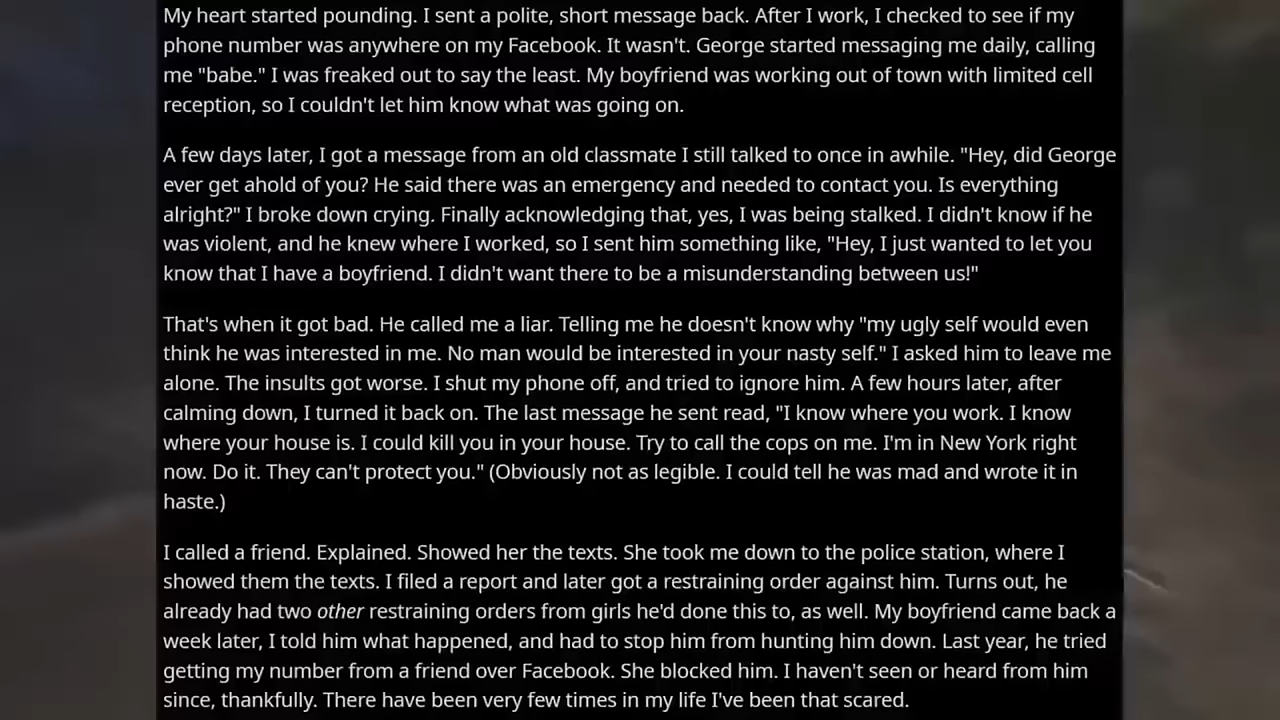 My heart started pounding. I sent a polite, short message back. After I work, I checked to see if my
phone number was anywhere on my Facebook. It wasn't. George started messaging me daily, calling
me "babe." I was freaked out to say the least. My boyfriend was working out of town with limited cell
reception, so I couldn't let him know what was going on.
A few days later, I got a message from an old classmate I still talked to once in awhile. "Hey, did George
ever get ahold of you? He said there was an emergency and needed to contact you. Is everything
alright?" I broke down crying. Finally acknowledging that, yes, I was being stalked. I didn't know if he
was violent, and he knew where I worked, so I sent him something like, "Hey, I just wanted to let you
know that I have a boyfriend. I didn't want there to be a misunderstanding between us!"
That's when it got bad. He called me a liar. Telling me he doesn't know why "my ugly self would even
think he was interested in me. No man would be interested in your nasty self." I asked him to leave me
alone. The insults got worse. I shut my phone off, and tried to ignore him. A few hours later, after
calming down, I turned it back on. The last message he sent read, "I know where you work. I know
where your house is. I could kill you in your house. Try to call the cops on me. I'm in New York right
now. Do it. They can't protect you." (Obviously not as legible. I could tell he was mad and wrote it in
haste.)
I called a friend. Explained. Showed her the texts. She took me down to the police station, where I
showed them the texts. I filed a report and later got a restraining order against him. Turns out, he
already had two other restraining orders from girls he'd done this to, as well. My boyfriend came back a
week later, I told him what happened, and had to stop him from hunting him down. Last year, he tried
getting my number from a friend over Facebook. She blocked him. I haven't seen or heard from him
since, thankfully. There have been very few times in my life I've been that scared.